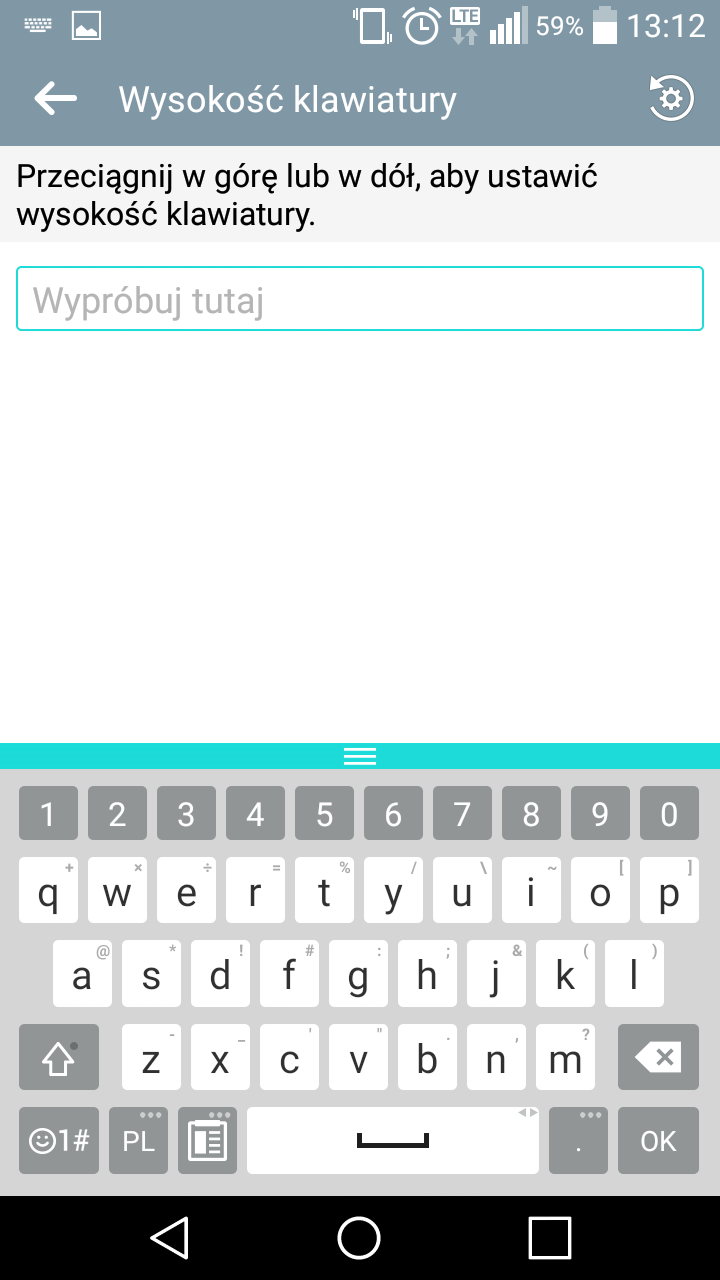 LTE 59% 13:12
Wysokość klawiatury
Przeciągnij w górę lub w dół, aby ustawić
wysokość klawiatury.
Wypróbuj tutaj
1 2 3 4 5 6 7 8 9 0
+ × ÷ = % / \ ~ [ ]
q w e r t y u i o p
@ * ! # : ; & ( )
a s d f g h j k l
- _ ' " . , ?
z x c v b n m
1# PL . OK